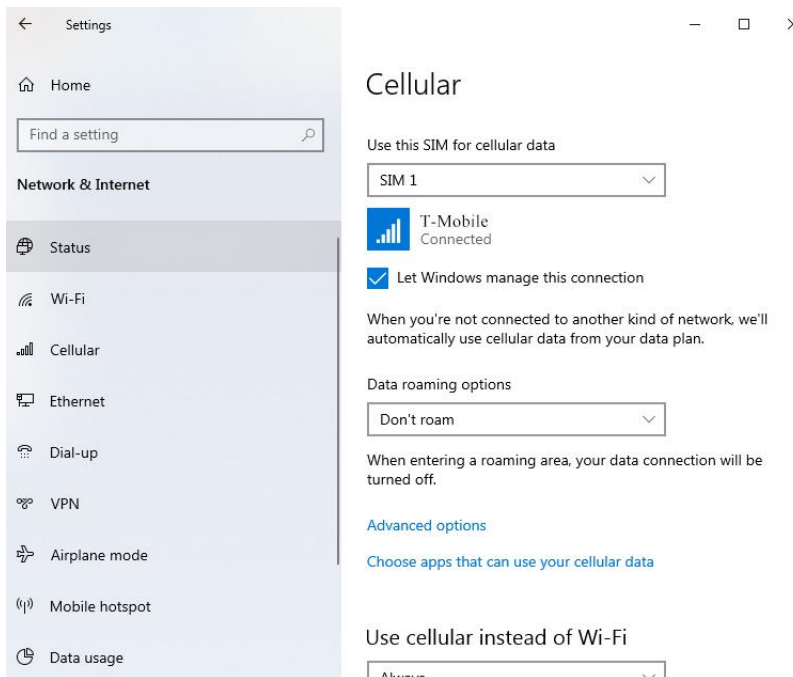 Settings
Home
Find a setting
Network & Internet
Status
Wi-Fi
Cellular
Ethernet
Dial-up
VPN
Airplane mode
Mobile hotspot
Data usage
Cellular
Use this SIM for cellular data
SIM 1
T-Mobile
Connected
Let Windows manage this connection
When you're not connected to another kind of network, we'll
automatically use cellular data from your data plan.
Data roaming options
Don't roam
When entering a roaming area, your data connection will be
turned off.
Advanced options
Choose apps that can use your cellular data
Use cellular instead of Wi-Fi
Always